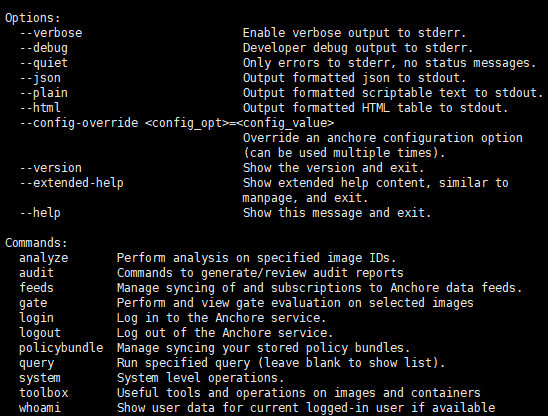 Options:
  --verbose                       Enable verbose output to stderr.
  --debug                         Developer debug output to stderr.
  --quiet                         Only errors to stderr, no status messages.
  --json                          Output formatted json to stdout.
  --plain                         Output formatted scriptable text to stdout.
  --html                          Output formatted HTML table to stdout.
  --config-override <config_opt>=<config_value>
                                  Override an anchore configuration option
                                  (can be used multiple times).
  --version                       Show the version and exit.
  --extended-help                 Show extended help content, similar to
                                  manpage, and exit.
  --help                          Show this message and exit.

Commands:
  analyze       Perform analysis on specified image IDs.
  audit         Commands to generate/review audit reports
  feeds         Manage syncing of and subscriptions to Anchore data feeds.
  gate          Perform and view gate evaluation on selected images
  login         Log in to the Anchore service.
  logout        Log out of the Anchore service.
  policybundle  Manage syncing your stored policy bundles.
  query         Run specified query (leave blank to show list).
  system        System level operations.
  toolbox       Useful tools and operations on images and containers
  whoami        Show user data for current logged-in user if available